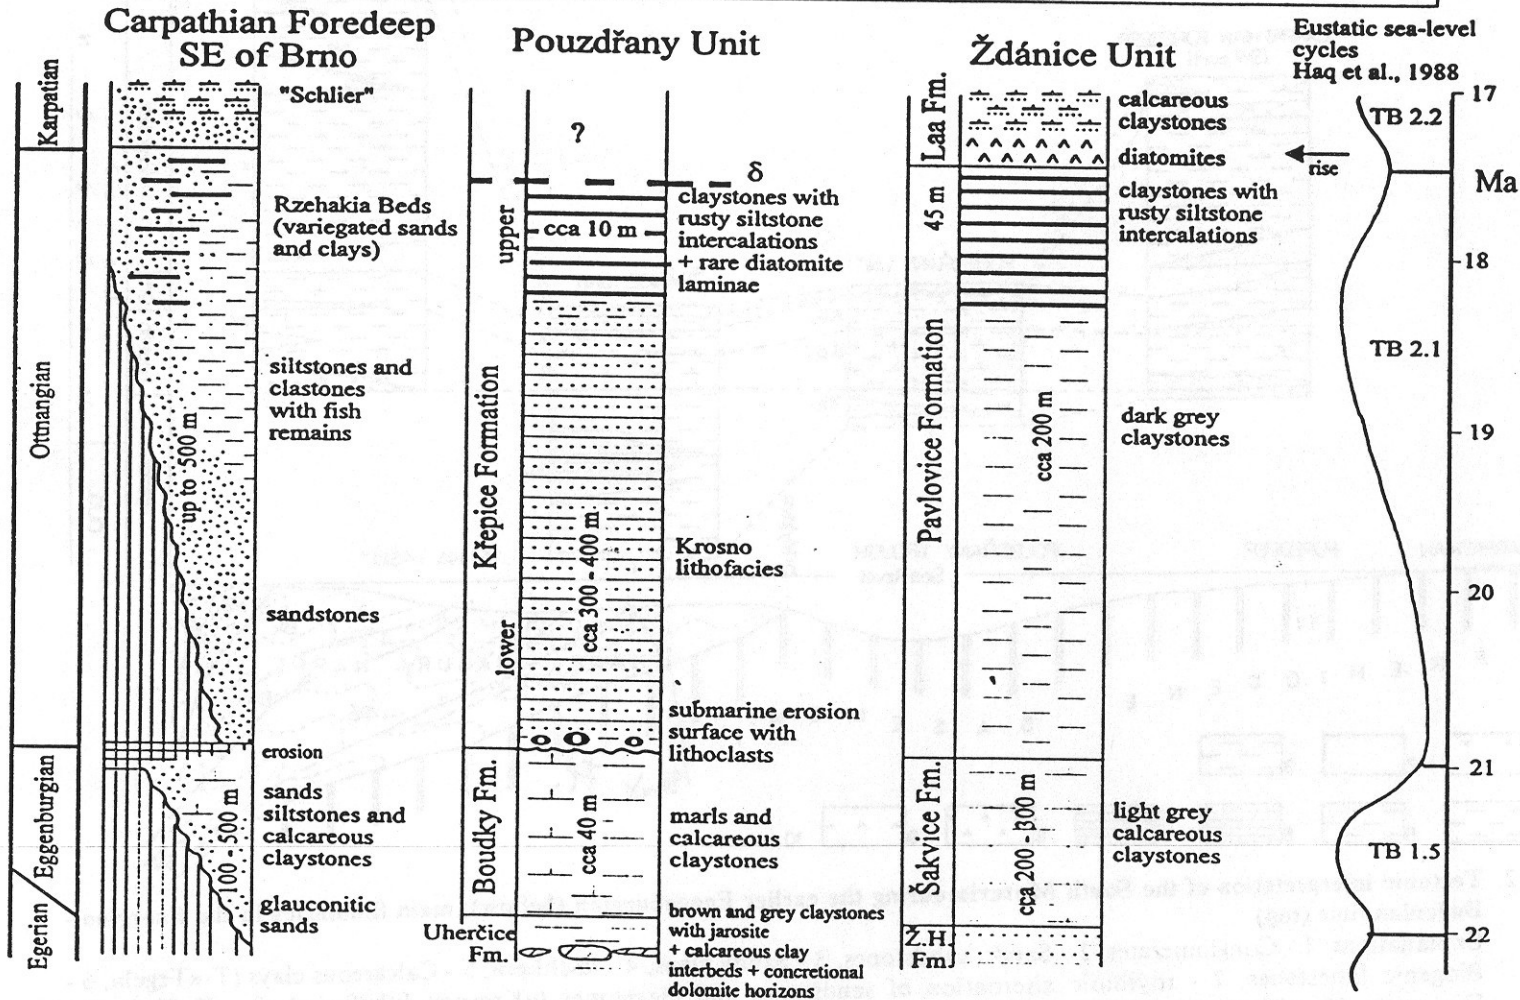 Carpathian Foredeep
SE of Brno
Karpatian
Ottnangian
Eggenburgian
Egerian
"Schlier"
Rzehakia Beds
(variegated sands
and clays)
siltstones and
clastones
with fish
remains
up to 500 m
sandstones
erosion
sands
siltstones and
calcareous
claystones
100 - 500 m
glauconitic
sands
Pouzdřany Unit
?
δ
upper
cca 10 m
claystones with
rusty siltstone
intercalations
+ rare diatomite
laminae
Křepice Formation
cca 300 - 400 m
Krosno
lithofacies
lower
submarine erosion
surface with
lithoclasts
Boudky Fm.
cca 40 m
marls and
calcareous
claystones
Uherčice
Fm.
brown and grey claystones
with jarosite
+ calcareous clay
interbeds + concretional
dolomite horizons
Ždánice Unit
Laa Fm.
calcareous
claystones
diatomites
45 m
claystones with
rusty siltstone
intercalations
Pavlovice Formation
cca 200 m
dark grey
claystones
Šakvice Fm.
cca 200 - 300 m
light grey
calcareous
claystones
Ž.H.
Fm.
Eustatic sea-level
cycles
Haq et al., 1988
17
TB 2.2
rise
Ma
18
TB 2.1
19
20
21
TB 1.5
22